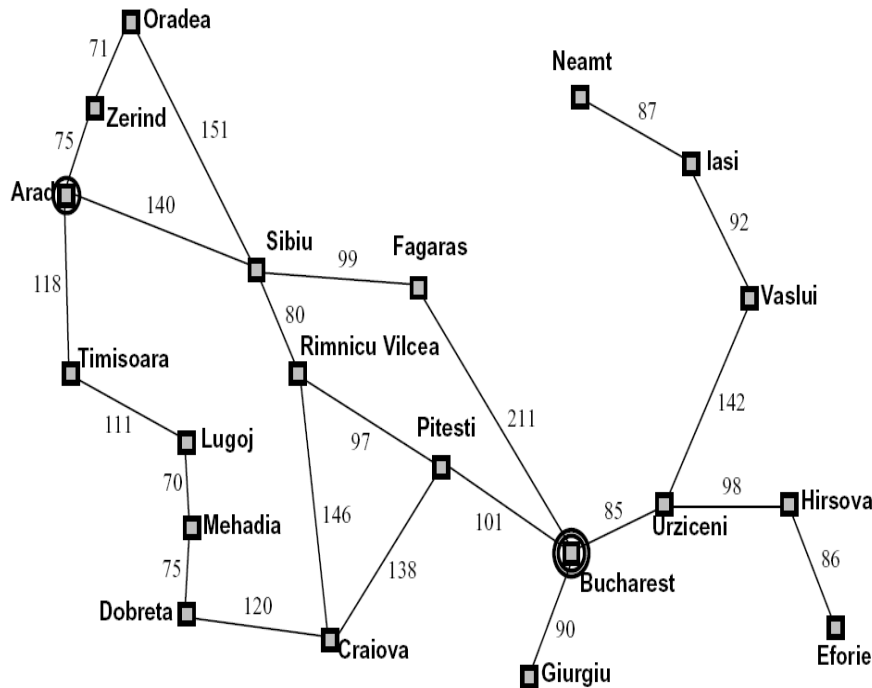 Oradea
71
Neamt
Zerind
87
75
151
Iasi
Arad
140
92
Sibiu
Fagaras
99
118
Vaslui
80
Timisoara
Rimnicu Vilcea
142
211
111
Lugoj
97
Pitesti
70
98
Hirsova
146
101
85
Urziceni
Mehadia
86
75
138
Bucharest
Dobreta
120
Craiova
90
Eforie
Giurgiu